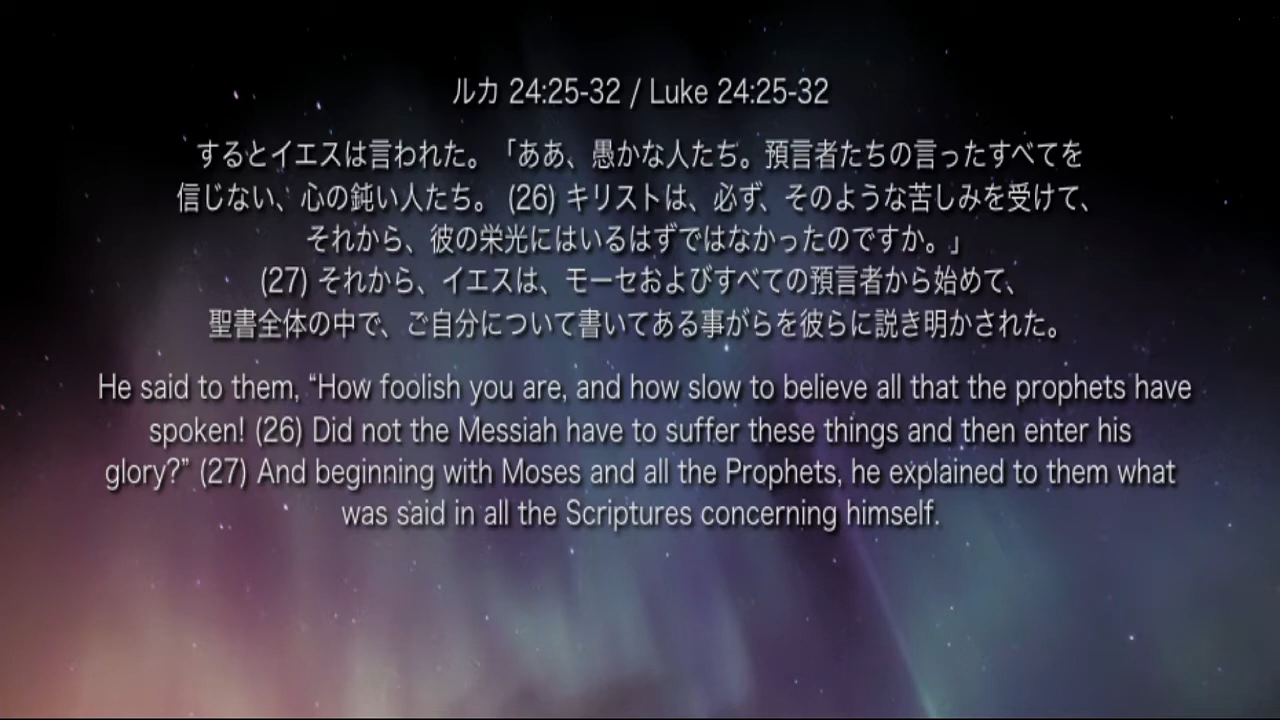 ルカ 24:25-32 / Luke 24:25-32
するとイエスは言われた。「ああ、愚かな人たち。預言者たちの言ったすべてを
信じない、心の鈍い人たち。 (26) キリストは、必ず、そのような苦しみを受けて、
それから、彼の栄光にはいるはずではなかったのですか。」
(27) それから、イエスは、モーセおよびすべての預言者から始めて、
聖書全体の中で、ご自分について書いてある事がらを彼らに説き明かされた。
He said to them, “How foolish you are, and how slow to believe all that the prophets have
spoken! (26) Did not the Messiah have to suffer these things and then enter his
glory?” (27) And beginning with Moses and all the Prophets, he explained to them what
was said in all the Scriptures concerning himself.